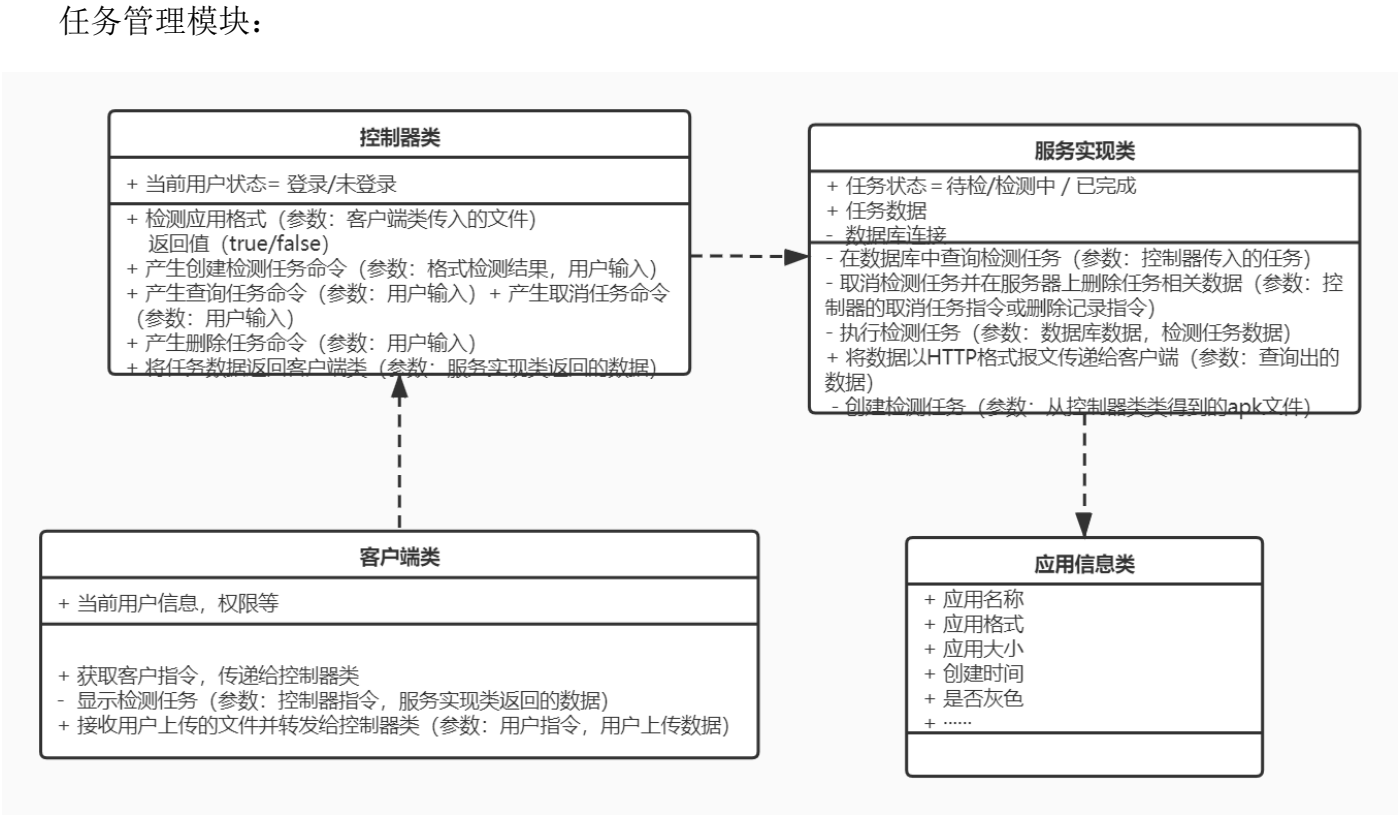 任务管理模块：
控制器类
+ 当前用户状态= 登录/未登录
+ 检测应用格式（参数：客户端类传入的文件）
返回值（true/false）
+ 产生创建检测任务命令（参数：格式检测结果，用户输入）
+ 产生查询任务命令（参数：用户输入）+ 产生取消任务命令
（参数：用户输入）
+ 产生删除任务命令（参数：用户输入）
+ 将任务数据返回客户端类（参数：服务实现类返回的数据）
服务实现类
+ 任务状态 = 待检/检测中 / 已完成
+ 任务数据
- 数据库连接
- 在数据库中查询检测任务（参数：控制器传入的任务）
- 取消检测任务并在服务器上删除任务相关数据（参数：控
制器的取消任务指令或删除记录指令）
- 执行检测任务（参数：数据库数据，检测任务数据）
+ 将数据以HTTP格式报文传递给客户端（参数：查询出的
数据）
- 创建检测任务（参数：从控制器类类得到的apk文件）
客户端类
+ 当前用户信息，权限等
+ 获取客户指令，传递给控制器类
- 显示检测任务（参数：控制器指令，服务实现类返回的数据）
+ 接收用户上传的文件并转发给控制器类（参数：用户指令，用户上传数据）
应用信息类
+ 应用名称
+ 应用格式
+ 应用大小
+ 创建时间
+ 是否灰色
+ ……